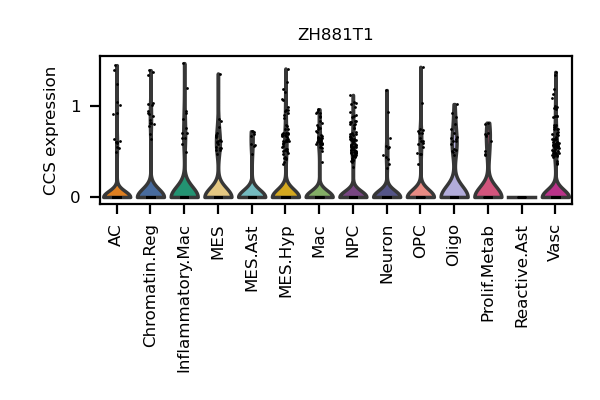 ZH881T1
CCS expression
1
0
AC
Chromatin.Reg
Inflammatory.Mac
MES
MES.Ast
MES.Hyp
Mac
NPC
Neuron
OPC
Oligo
Prolif.Metab
Reactive.Ast
Vasc